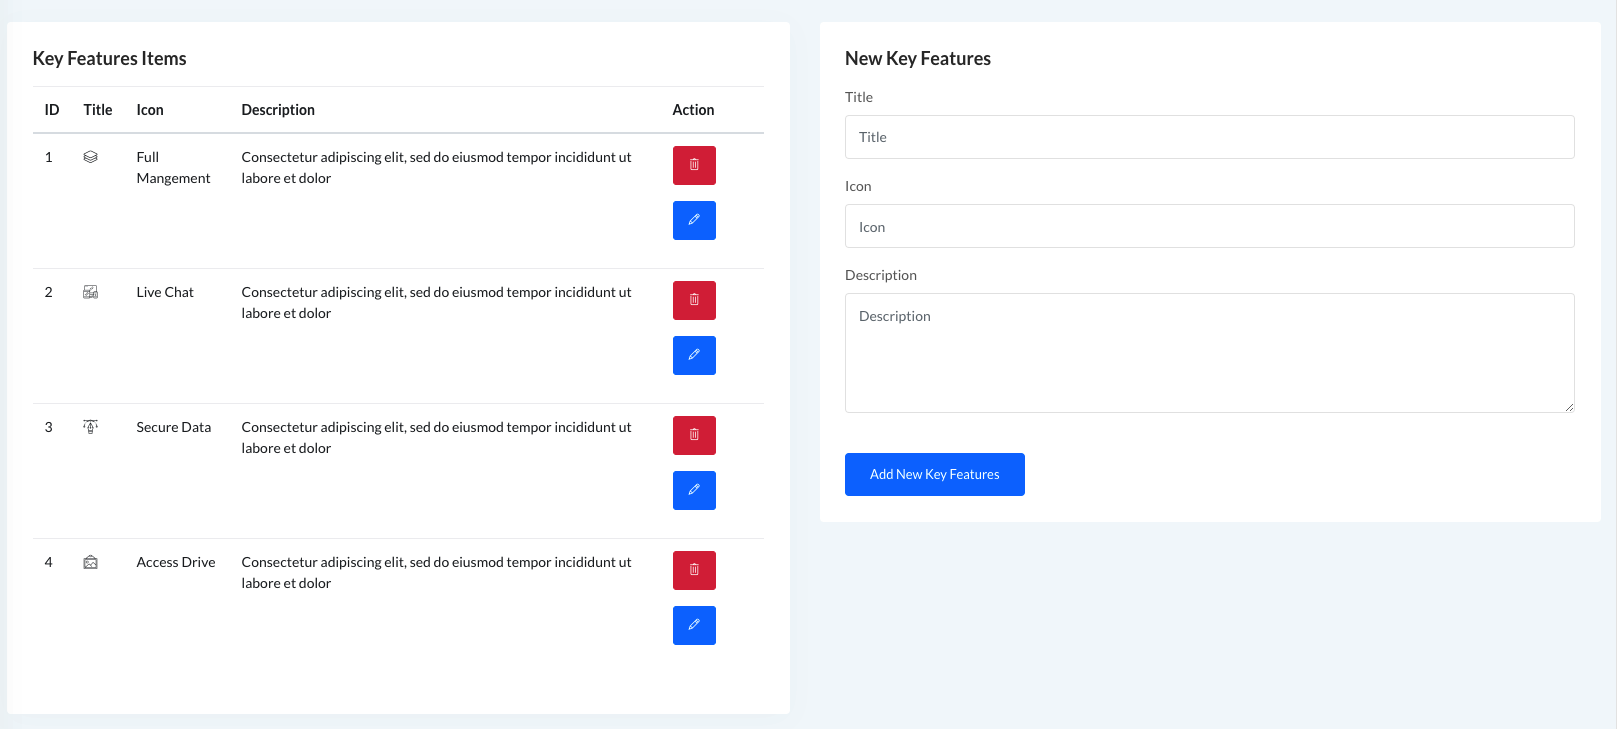 Key Features Items
ID Title Icon Description Action
1 Full Consectetur adipiscing elit, sed do eiusmod tempor incididunt ut
Mangement labore et dolor
2 Live Chat Consectetur adipiscing elit, sed do eiusmod tempor incididunt ut
labore et dolor
3 Secure Data Consectetur adipiscing elit, sed do eiusmod tempor incididunt ut
labore et dolor
4 Access Drive Consectetur adipiscing elit, sed do eiusmod tempor incididunt ut
labore et dolor
New Key Features
Title
Title
Icon
Icon
Description
Description
Add New Key Features